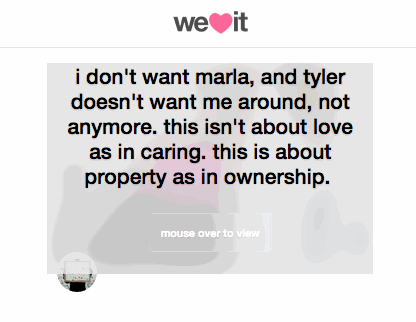 we it
i don't want marla, and tyler
doesn't want me around, not
anymore. this isn't about love
as in caring. this is about
property as in ownership.
mouse over to view